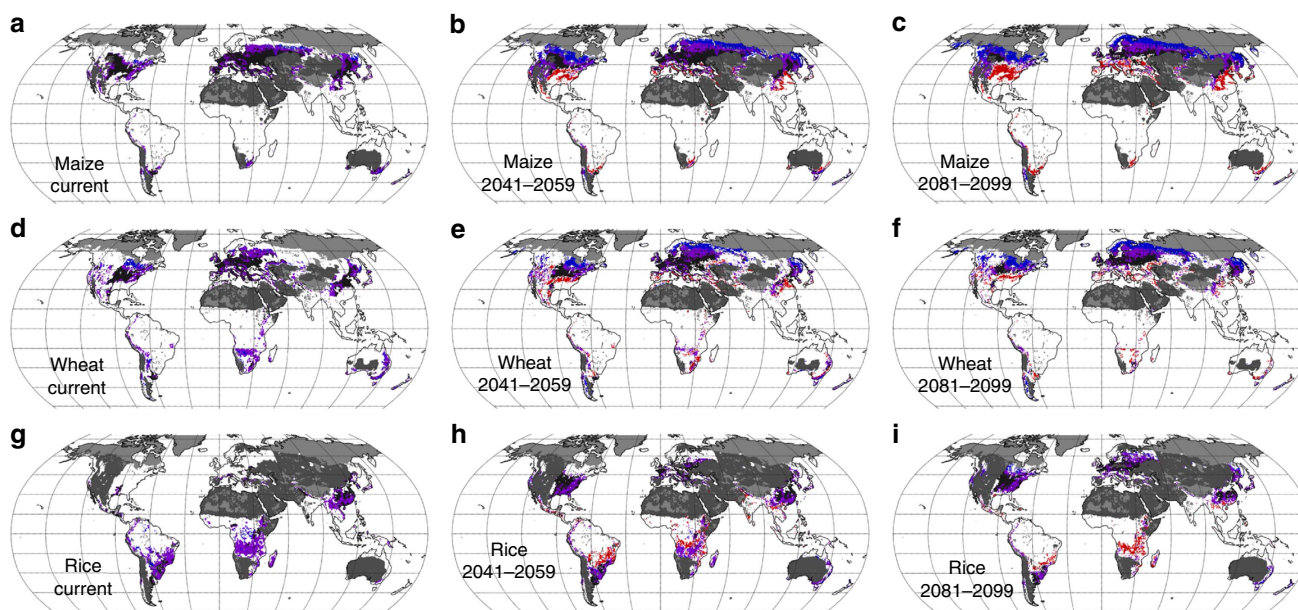 a
b
c
Maize
current
Maize
2041–2059
Maize
2081–2099
d
e
f
Wheat
current
Wheat
2041–2059
Wheat
2081–2099
g
h
i
Rice
current
Rice
2041–2059
Rice
2081–2099